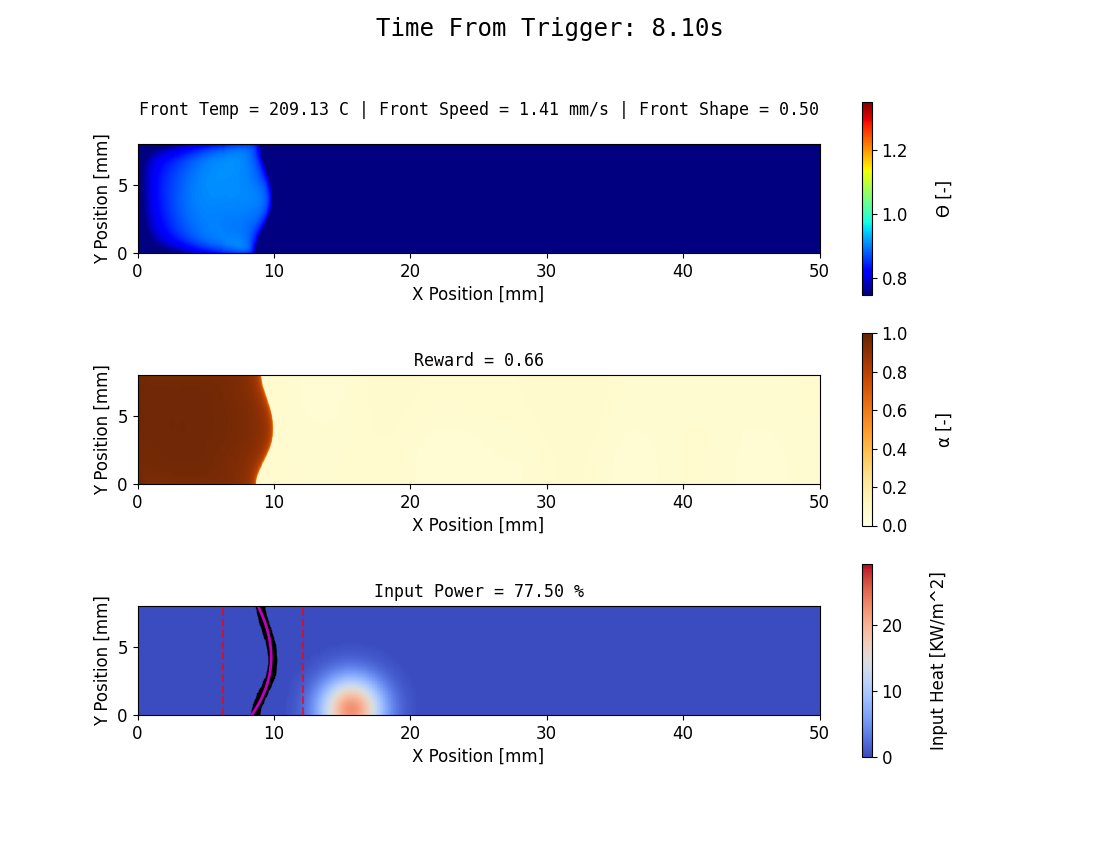 Time From Trigger: 8.10s
Front Temp = 209.13 C | Front Speed = 1.41 mm/s | Front Shape = 0.50
Y Position [mm]
5
0
0
10
20
30
40
50
X Position [mm]
1.2
1.0
0.8
Θ [-]
Reward = 0.66
Y Position [mm]
5
0
0
10
20
30
40
50
X Position [mm]
1.0
0.8
0.6
0.4
0.2
0.0
α [-]
Input Power = 77.50 %
Y Position [mm]
5
0
0
10
20
30
40
50
X Position [mm]
20
10
0
Input Heat [KW/m^2]